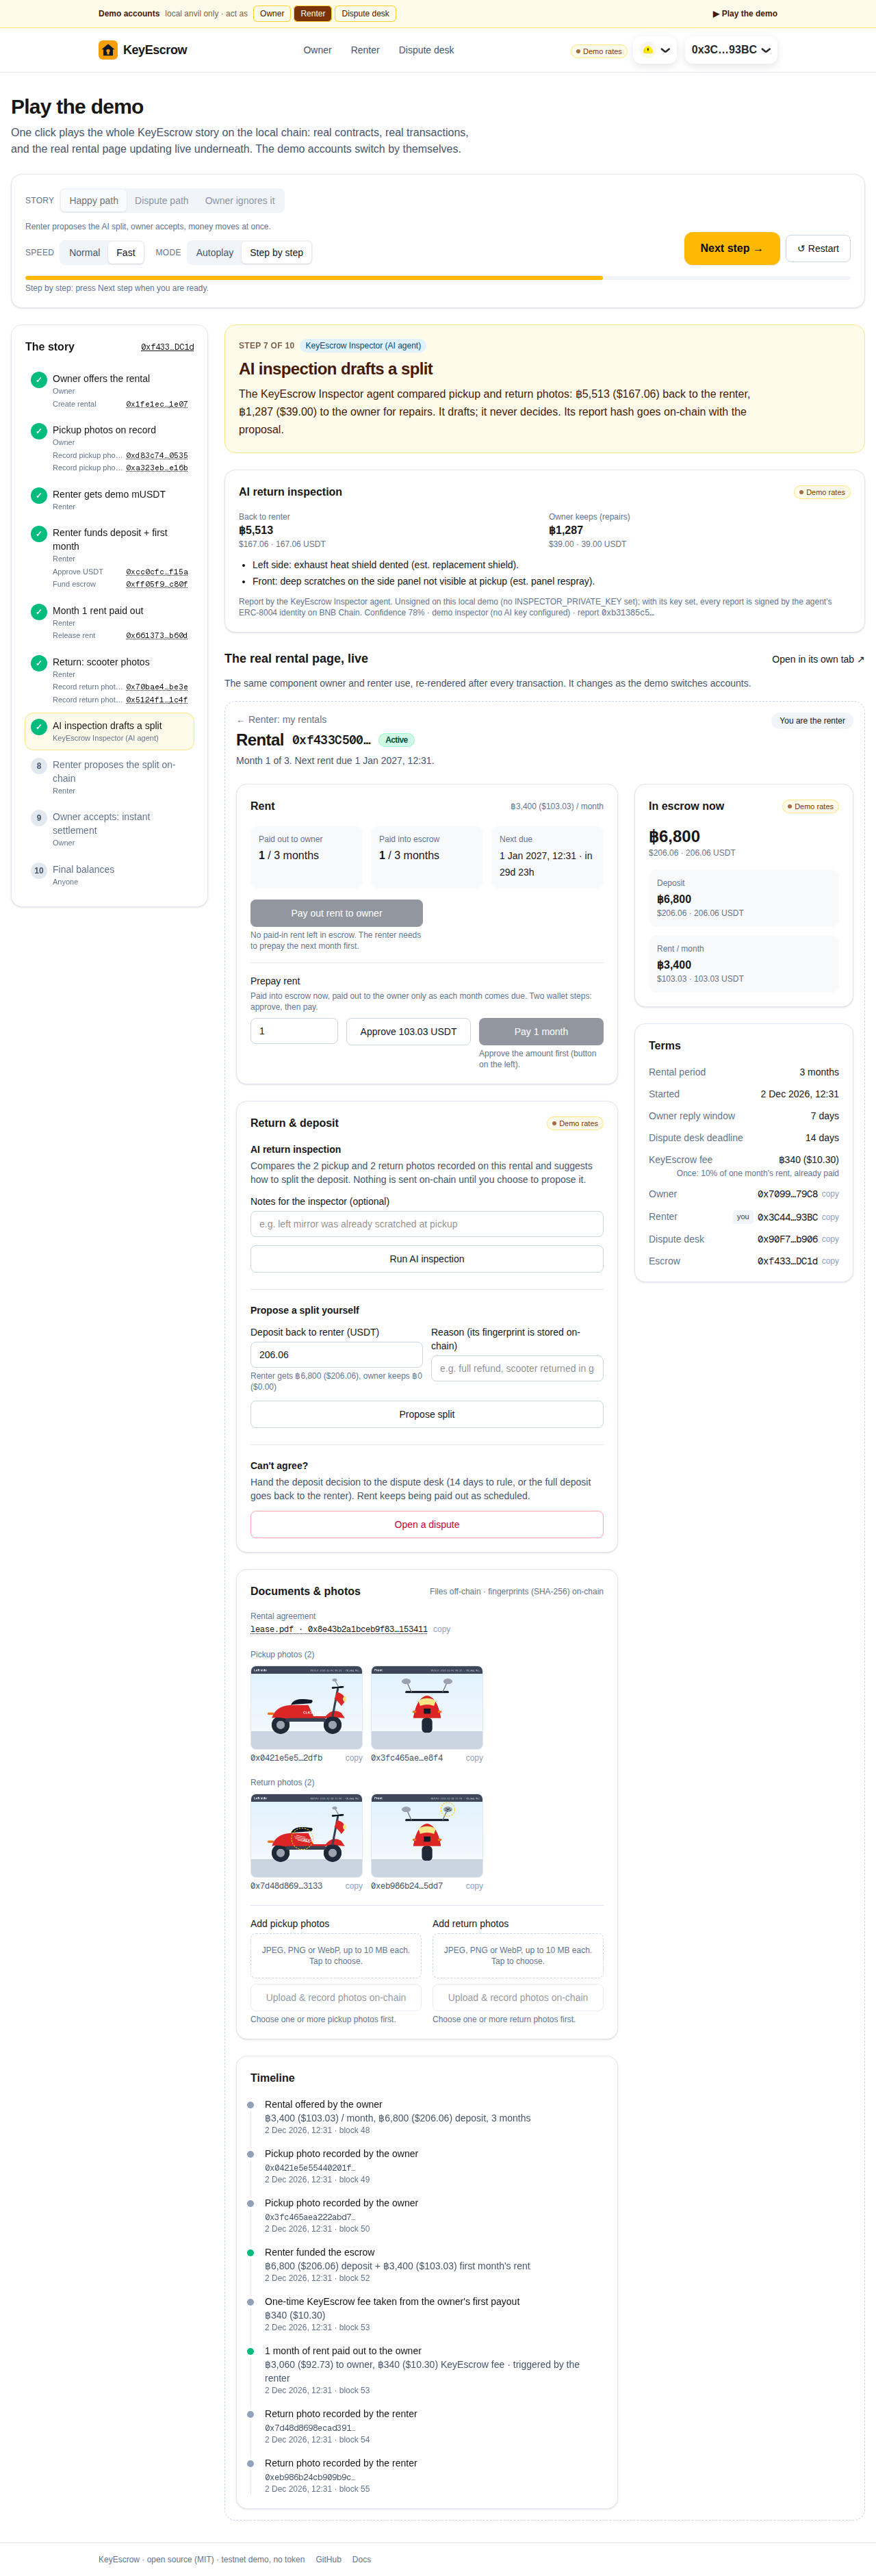 Demo accounts local anvil only · act as Owner Renter Dispute desk ▶ Play the demo
KeyEscrow Owner Renter Dispute desk Demo rates 0x3C…93BC
Play the demo
One click plays the whole KeyEscrow story on the local chain: real contracts, real transactions,
and the real rental page updating live underneath. The demo accounts switch by themselves.
STORY Happy path Dispute path Owner ignores it
Renter proposes the AI split, owner accepts, money moves at once.
SPEED Normal Fast MODE Autoplay Step by step
Next step → ↺ Restart
Step by step: press Next step when you are ready.
The story 0xf433…DC1d
Owner offers the rental
Owner
Create rental 0x1fe1ec…1e07
Pickup photos on record
Owner
Record pickup pho… 0xd83c74…0535
Record pickup pho… 0xa323eb…e16b
Renter gets demo mUSDT
Renter
Renter funds deposit + first
month
Renter
Approve USDT 0xcc0cfc…f15a
Fund escrow 0xff05f9…c80f
Month 1 rent paid out
Renter
Release rent 0x661373…b60d
Return: scooter photos
Renter
Record return phot… 0x70bae4…be3e
Record return phot… 0x5124f1…1c4f
AI inspection drafts a split
KeyEscrow Inspector (AI agent)
8 Renter proposes the split on-
chain
Renter
9 Owner accepts: instant
settlement
Owner
10 Final balances
Anyone
STEP 7 OF 10 KeyEscrow Inspector (AI agent)
AI inspection drafts a split
The KeyEscrow Inspector agent compared pickup and return photos: ฿5,513 ($167.06) back to the renter,
฿1,287 ($39.00) to the owner for repairs. It drafts; it never decides. Its report hash goes on-chain with the
proposal.
AI return inspection Demo rates
Back to renter Owner keeps (repairs)
฿5,513 ฿1,287
$167.06 · 167.06 USDT $39.00 · 39.00 USDT
• Left side: exhaust heat shield dented (est. replacement shield).
• Front: deep scratches on the side panel not visible at pickup (est. panel respray).
Report by the KeyEscrow Inspector agent. Unsigned on this local demo (no INSPECTOR_PRIVATE_KEY set); with its key set, every report is signed by the agent's
ERC-8004 identity on BNB Chain. Confidence 78% · demo inspector (no AI key configured) · report 0xb31385c5…
The real rental page, live Open in its own tab ↗
The same component owner and renter use, re-rendered after every transaction. It changes as the demo switches accounts.
← Renter: my rentals You are the renter
Rental 0xf433C500… Active
Month 1 of 3. Next rent due 1 Jan 2027, 12:31.
Rent ฿3,400 ($103.03) / month
Paid out to owner Paid into escrow Next due
1 / 3 months 1 / 3 months 1 Jan 2027, 12:31 · in
29d 23h
Pay out rent to owner
No paid-in rent left in escrow. The renter needs
to prepay the next month first.
Prepay rent
Paid into escrow now, paid out to the owner only as each month comes due. Two wallet steps:
approve, then pay.
1 Approve 103.03 USDT Pay 1 month
Approve the amount first (button
on the left).
In escrow now Demo rates
฿6,800
$206.06 · 206.06 USDT
Deposit
฿6,800
$206.06 · 206.06 USDT
Rent / month
฿3,400
$103.03 · 103.03 USDT
Terms
Rental period 3 months
Started 2 Dec 2026, 12:31
Owner reply window 7 days
Dispute desk deadline 14 days
KeyEscrow fee ฿340 ($10.30)
Once: 10% of one month's rent, already paid
Owner 0x7099…79C8 copy
Renter you 0x3C44…93BC copy
Dispute desk 0x90F7…b906 copy
Escrow 0xf433…DC1d copy
Return & deposit Demo rates
AI return inspection
Compares the 2 pickup and 2 return photos recorded on this rental and suggests
how to split the deposit. Nothing is sent on-chain until you choose to propose it.
Notes for the inspector (optional)
e.g. left mirror was already scratched at pickup
Run AI inspection
Propose a split yourself
Deposit back to renter (USDT) Reason (its fingerprint is stored on-
chain)
206.06 e.g. full refund, scooter returned in g
Renter gets ฿6,800 ($206.06), owner keeps ฿0
($0.00)
Propose split
Can't agree?
Hand the deposit decision to the dispute desk (14 days to rule, or the full deposit
goes back to the renter). Rent keeps being paid out as scheduled.
Open a dispute
Documents & photos Files off-chain · fingerprints (SHA-256) on-chain
Rental agreement
lease.pdf · 0x8e43b2a1bceb9f83…153411 copy
Pickup photos (2)
0x0421e5e5…2dfb copy 0x3fc465ae…e8f4 copy
Return photos (2)
0x7d48d869…3133 copy 0xeb986b24…5dd7 copy
Add pickup photos Add return photos
JPEG, PNG or WebP, up to 10 MB each. JPEG, PNG or WebP, up to 10 MB each.
Tap to choose. Tap to choose.
Upload & record photos on-chain Upload & record photos on-chain
Choose one or more pickup photos first. Choose one or more return photos first.
Timeline
Rental offered by the owner
฿3,400 ($103.03) / month, ฿6,800 ($206.06) deposit, 3 months
2 Dec 2026, 12:31 · block 48
Pickup photo recorded by the owner
0x0421e5e55440201f…
2 Dec 2026, 12:31 · block 49
Pickup photo recorded by the owner
0x3fc465aea222abd7…
2 Dec 2026, 12:31 · block 50
Renter funded the escrow
฿6,800 ($206.06) deposit + ฿3,400 ($103.03) first month's rent
2 Dec 2026, 12:31 · block 52
One-time KeyEscrow fee taken from the owner's first payout
฿340 ($10.30)
2 Dec 2026, 12:31 · block 53
1 month of rent paid out to the owner
฿3,060 ($92.73) to owner, ฿340 ($10.30) KeyEscrow fee · triggered by the
renter
2 Dec 2026, 12:31 · block 53
Return photo recorded by the renter
0x7d48d8698ecad391…
2 Dec 2026, 12:31 · block 54
Return photo recorded by the renter
0xeb986b24cb909b9c…
2 Dec 2026, 12:31 · block 55
KeyEscrow · open source (MIT) · testnet demo, no token GitHub Docs